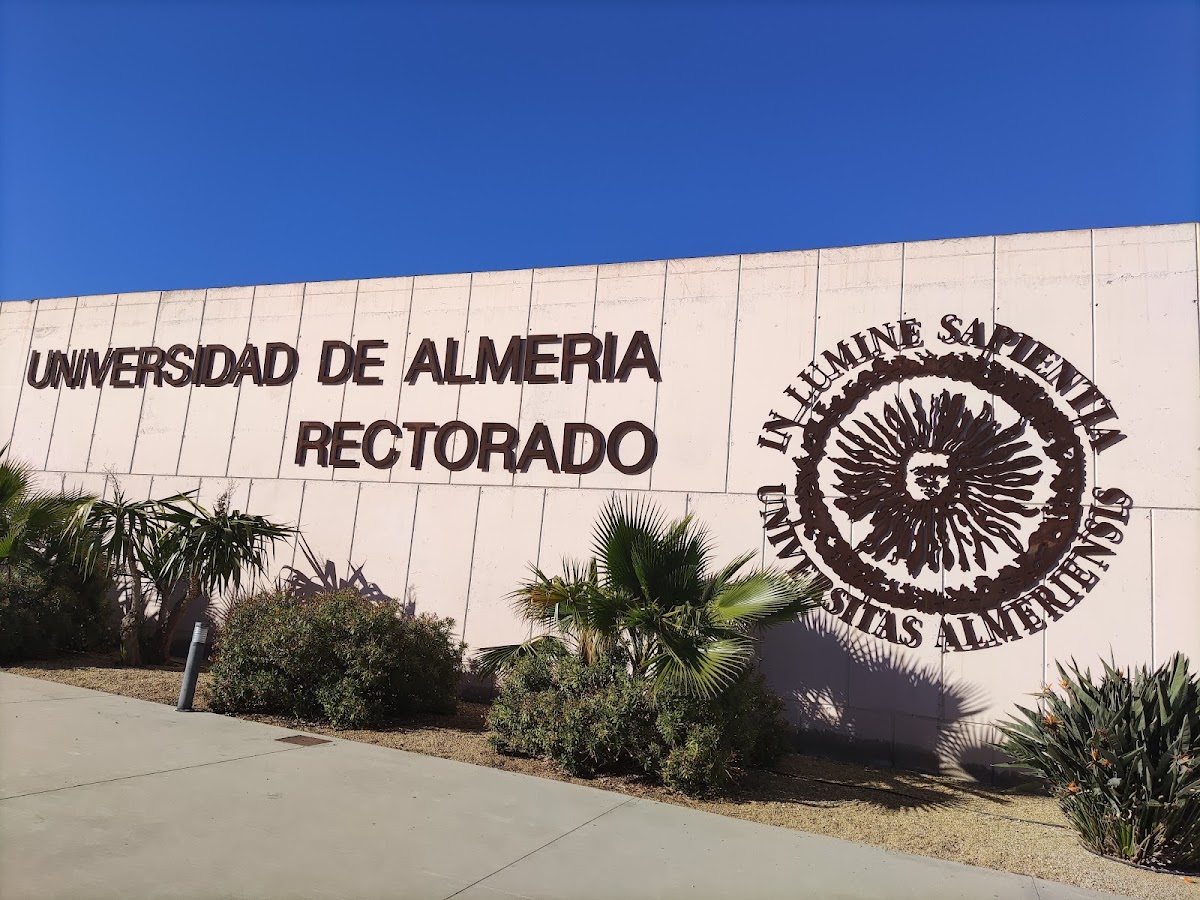 UNIVERSIDAD DE ALMERIA
RECTORADO
IN LUMINE SAPIENTIA
UNIVERSITAS ALMERIENSIS